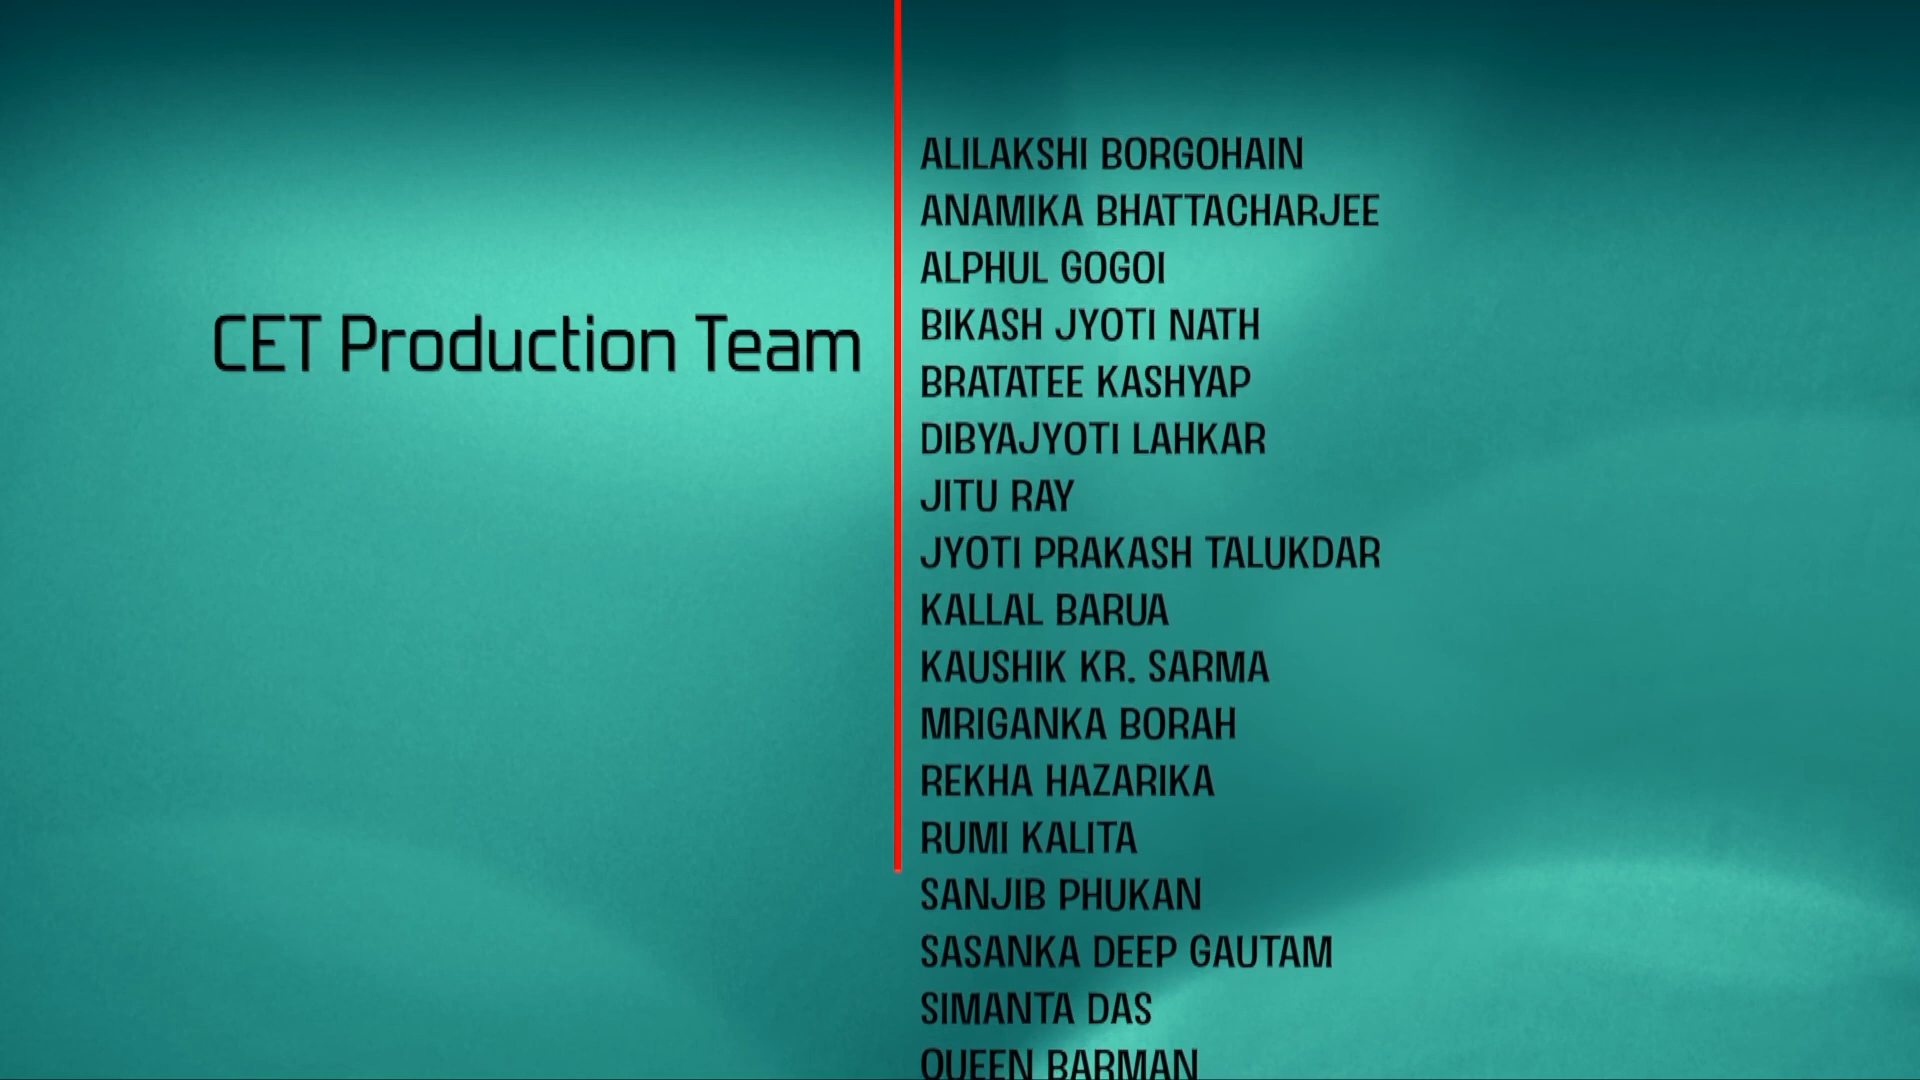 CET Production Team
ALILAKSHI BORGOHAIN
ANAMIKA BHATTACHARJEE
ALPHUL GOGOI
BIKASH JYOTI NATH
BRATATEE KASHYAP
DIBYAJYOTI LAHKAR
JITU RAY
JYOTI PRAKASH TALUKDAR
KALLAL BARUA
KAUSHIK KR. SARMA
MRIGANKA BORAH
REKHA HAZARIKA
RUMI KALITA
SANJIB PHUKAN
SASANKA DEEP GAUTAM
SIMANTA DAS
QUEEN BARMAN